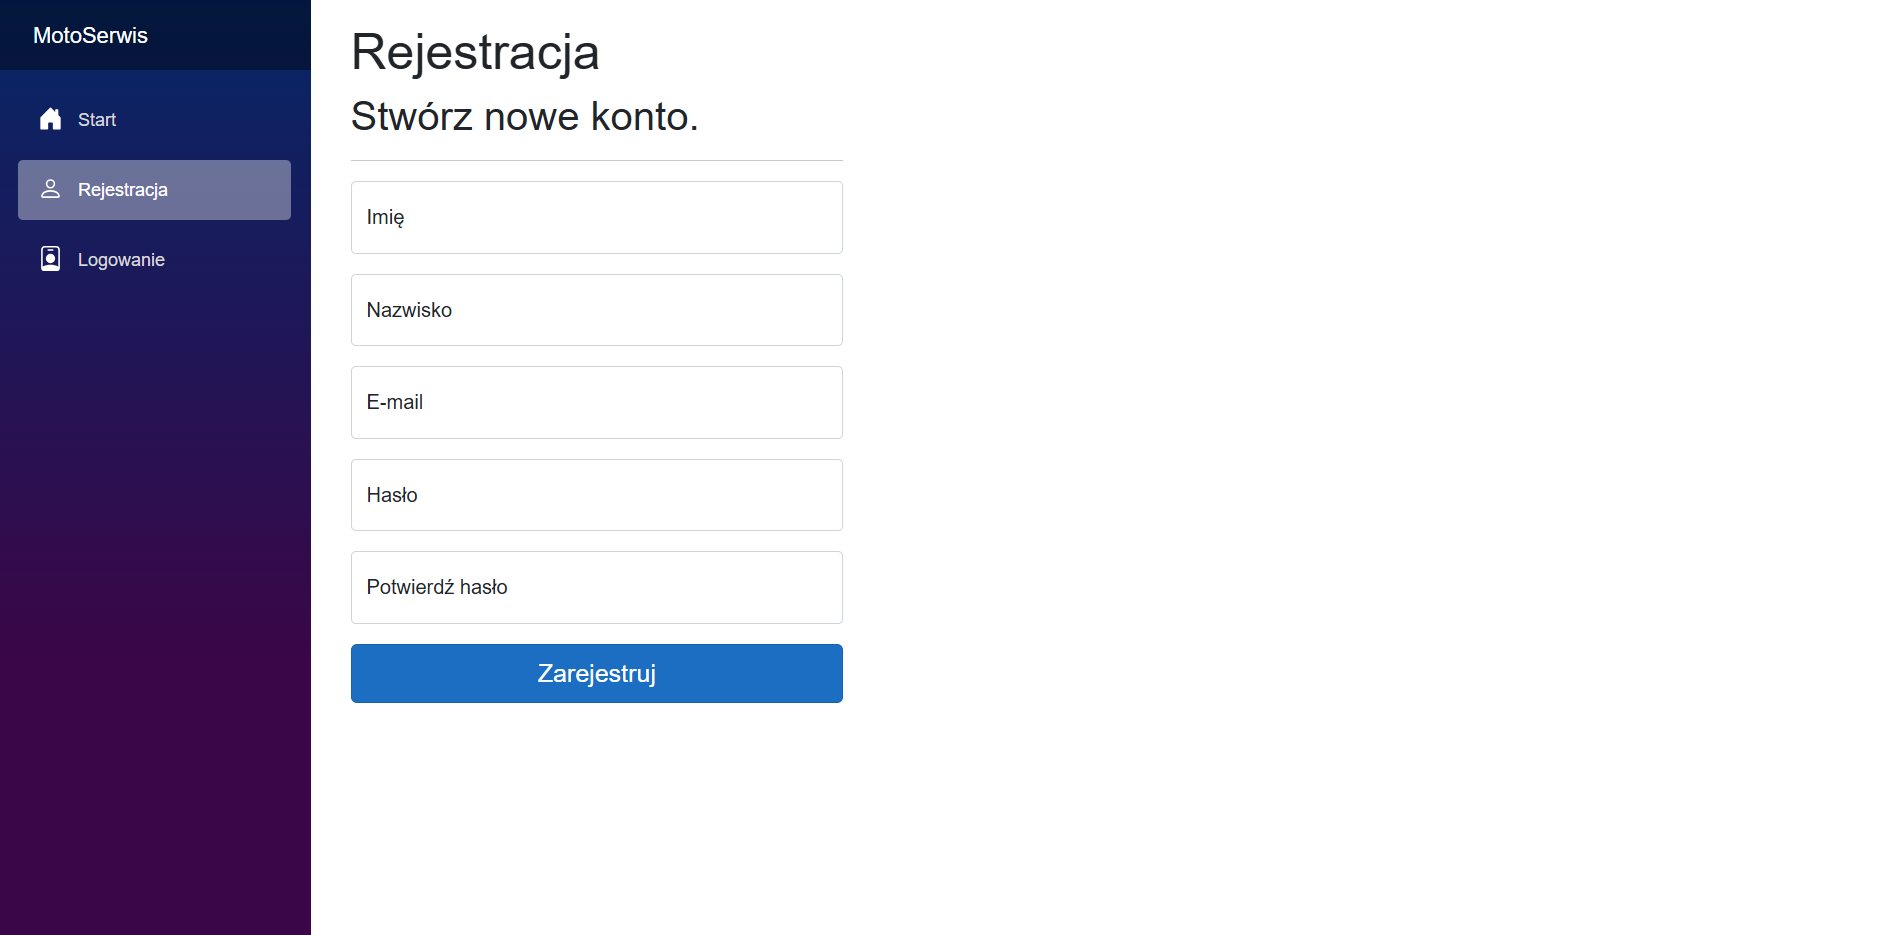 MotoSerwis
Start
Rejestracja
Logowanie
Rejestracja
Stwórz nowe konto.
Imię
Nazwisko
E-mail
Hasło
Potwierdź hasło
Zarejestruj